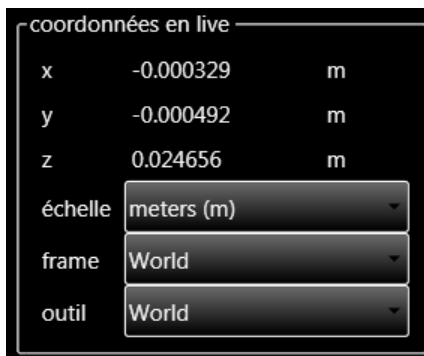 coordonnées en live
x -0.000329 m
y -0.000492 m
z 0.024656 m
échelle meters (m)
frame World
outil World